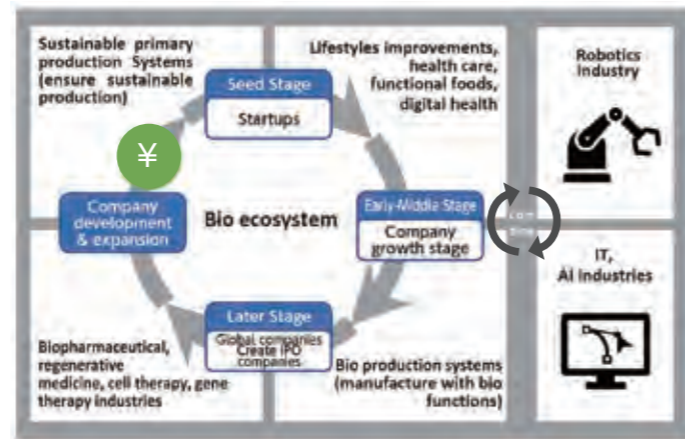 Sustainable primary
production Systems
(ensure sustainable
production)
Lifestyles improvements,
health care,
functional foods,
digital health
Robotics
Industry
Seed Stage
Startups
¥
Company
development
& expansion
Bio ecosystem
Early-Middle Stage
Company
growth stage
IT,
AI industries
Later Stage
Global companies
Create IPO
companies
Biopharmaceutical,
regenerative
medicine, cell therapy, gene
therapy industries
Bio production systems
(manufacture with bio
functions)